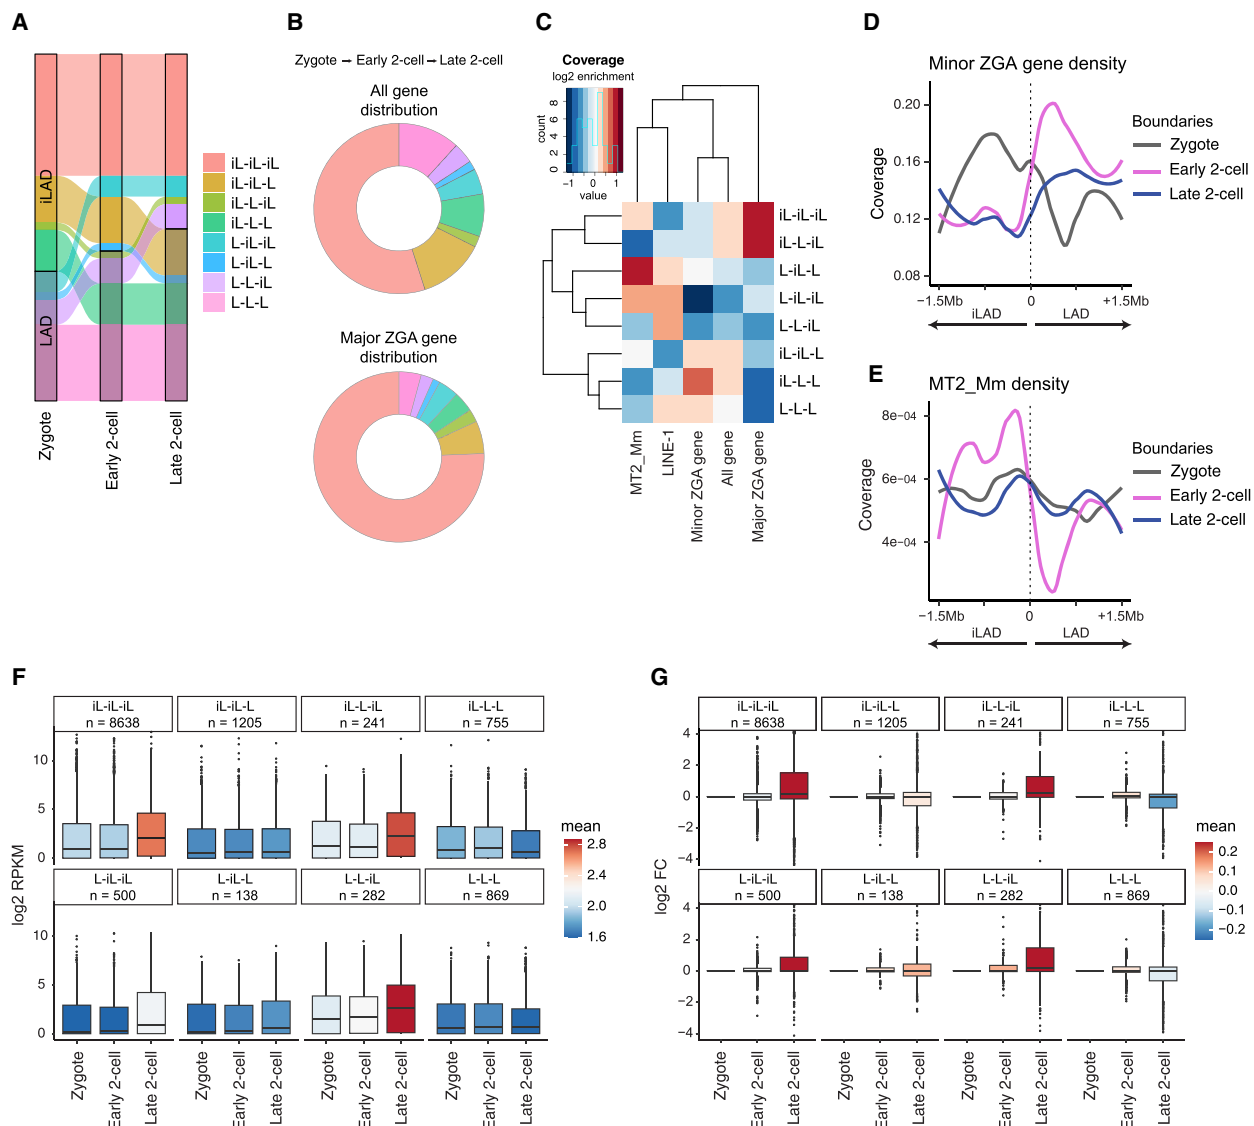 A
iLAD
LAD
Zygote
Early 2-cell
Late 2-cell
iL-iL-iL
iL-iL-L
iL-L-iL
iL-L-L
L-iL-iL
L-iL-L
L-L-iL
L-L-L
B
Zygote → Early 2-cell → Late 2-cell
All gene
distribution
Major ZGA gene
distribution
C
Coverage
log2 enrichment
count
0 2 4 6 8
−1 0 1
value
iL-iL-iL
iL-L-iL
L-iL-L
L-iL-iL
L-L-iL
iL-iL-L
iL-L-L
L-L-L
MT2_Mm
LINE-1
Minor ZGA gene
All gene
Major ZGA gene
D
Minor ZGA gene density
Coverage
0.20
0.16
0.12
0.08
−1.5Mb 0 +1.5Mb
iLAD LAD
Boundaries
Zygote
Early 2-cell
Late 2-cell
E
MT2_Mm density
Coverage
8e−04
6e−04
4e−04
−1.5Mb 0 +1.5Mb
iLAD LAD
Boundaries
Zygote
Early 2-cell
Late 2-cell
F
log2 RPKM
iL-iL-iL
n = 8638
iL-iL-L
n = 1205
iL-L-iL
n = 241
iL-L-L
n = 755
10
5
0
L-iL-iL
n = 500
L-iL-L
n = 138
L-L-iL
n = 282
L-L-L
n = 869
10
5
0
Zygote
Early 2-cell
Late 2-cell
Zygote
Early 2-cell
Late 2-cell
Zygote
Early 2-cell
Late 2-cell
Zygote
Early 2-cell
Late 2-cell
mean
2.8
2.4
2.0
1.6
G
log2 FC
iL-iL-iL
n = 8638
iL-iL-L
n = 1205
iL-L-iL
n = 241
iL-L-L
n = 755
4
2
0
−2
−4
L-iL-iL
n = 500
L-iL-L
n = 138
L-L-iL
n = 282
L-L-L
n = 869
4
2
0
−2
−4
Zygote
Early 2-cell
Late 2-cell
Zygote
Early 2-cell
Late 2-cell
Zygote
Early 2-cell
Late 2-cell
Zygote
Early 2-cell
Late 2-cell
mean
0.2
0.1
0.0
−0.1
−0.2